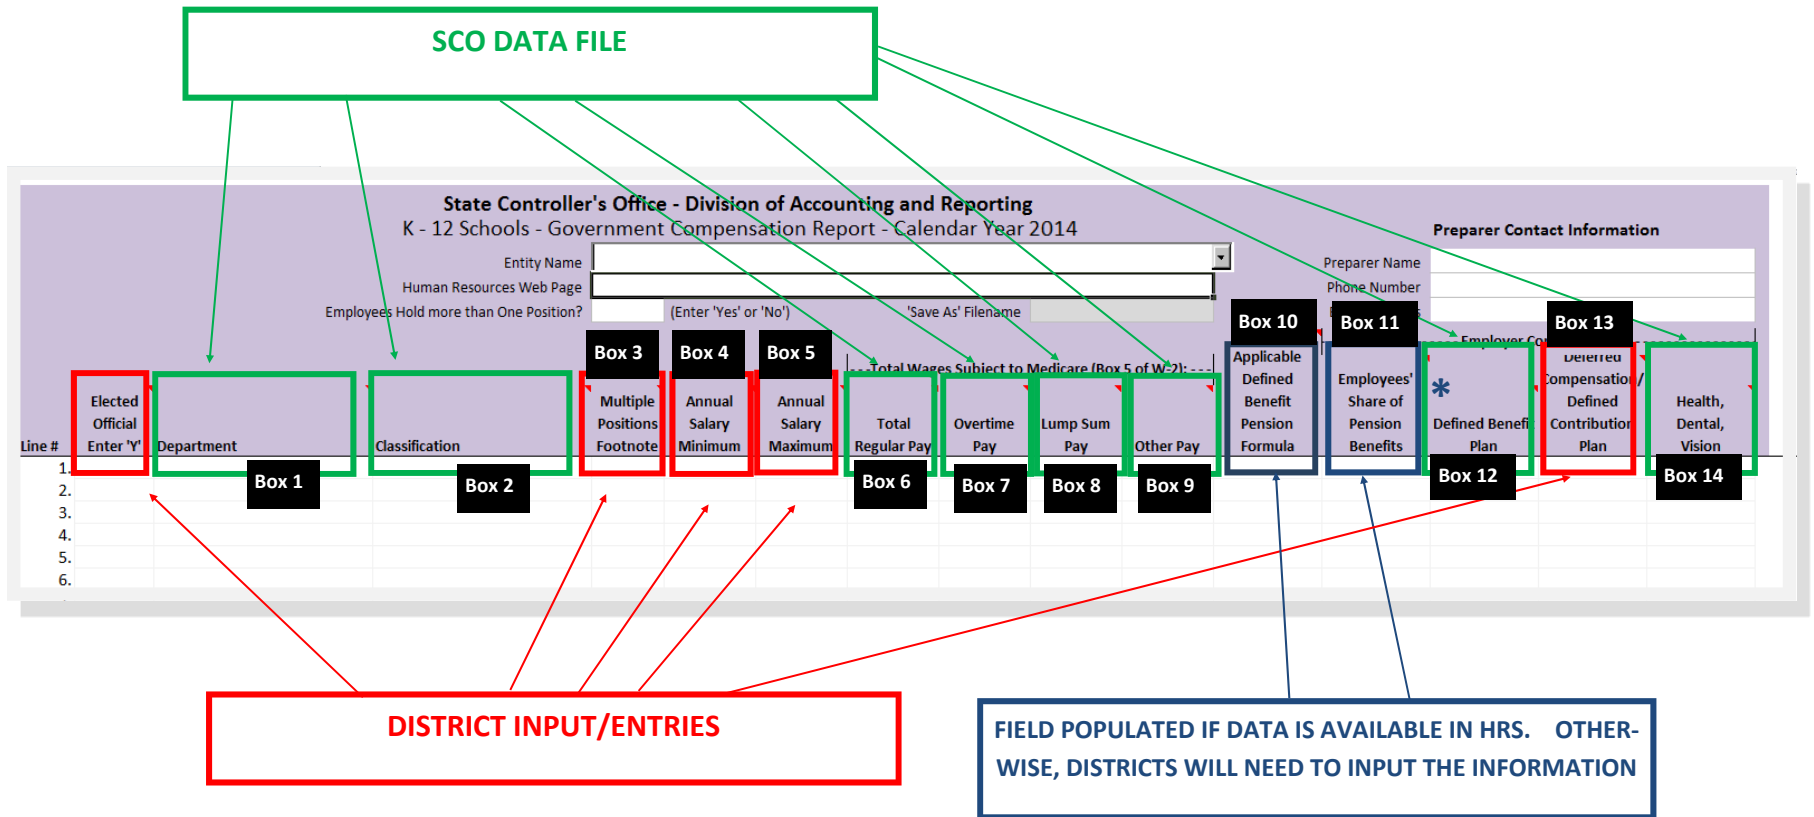 SCO DATA FILE
State Controller's Office - Division of Accounting and Reporting
K - 12 Schools - Government Compensation Report - Calendar Year 2014
Preparer Contact Information
Entity Name
Preparer Name
Human Resources Web Page
Phone Number
Employees Hold more than One Position?
(Enter 'Yes' or 'No')
'Save As' Filename
Box 3
Box 4
Box 5
Box 10
Box 11
Box 13
---Total Wages Subject to Medicare (Box 5 of W-2): ---
Employer
Line #
Elected
Official
Enter 'Y'
Department
Classification
Multiple
Positions
Footnote
Annual
Salary
Minimum
Annual
Salary
Maximum
Total
Regular Pay
Overtime
Pay
Lump Sum
Pay
Other Pay
Applicable
Defined
Benefit
Pension
Formula
Employees'
Share of
Pension
Benefits
*
Defined Benefit
Plan
Deferred
Compensation/
Defined
Contribution
Plan
Health,
Dental,
Vision
Box 1
Box 2
Box 6
Box 7
Box 8
Box 9
Box 12
Box 14
1.
2.
3.
4.
5.
6.
DISTRICT INPUT/ENTRIES
FIELD POPULATED IF DATA IS AVAILABLE IN HRS. OTHER-
WISE, DISTRICTS WILL NEED TO INPUT THE INFORMATION